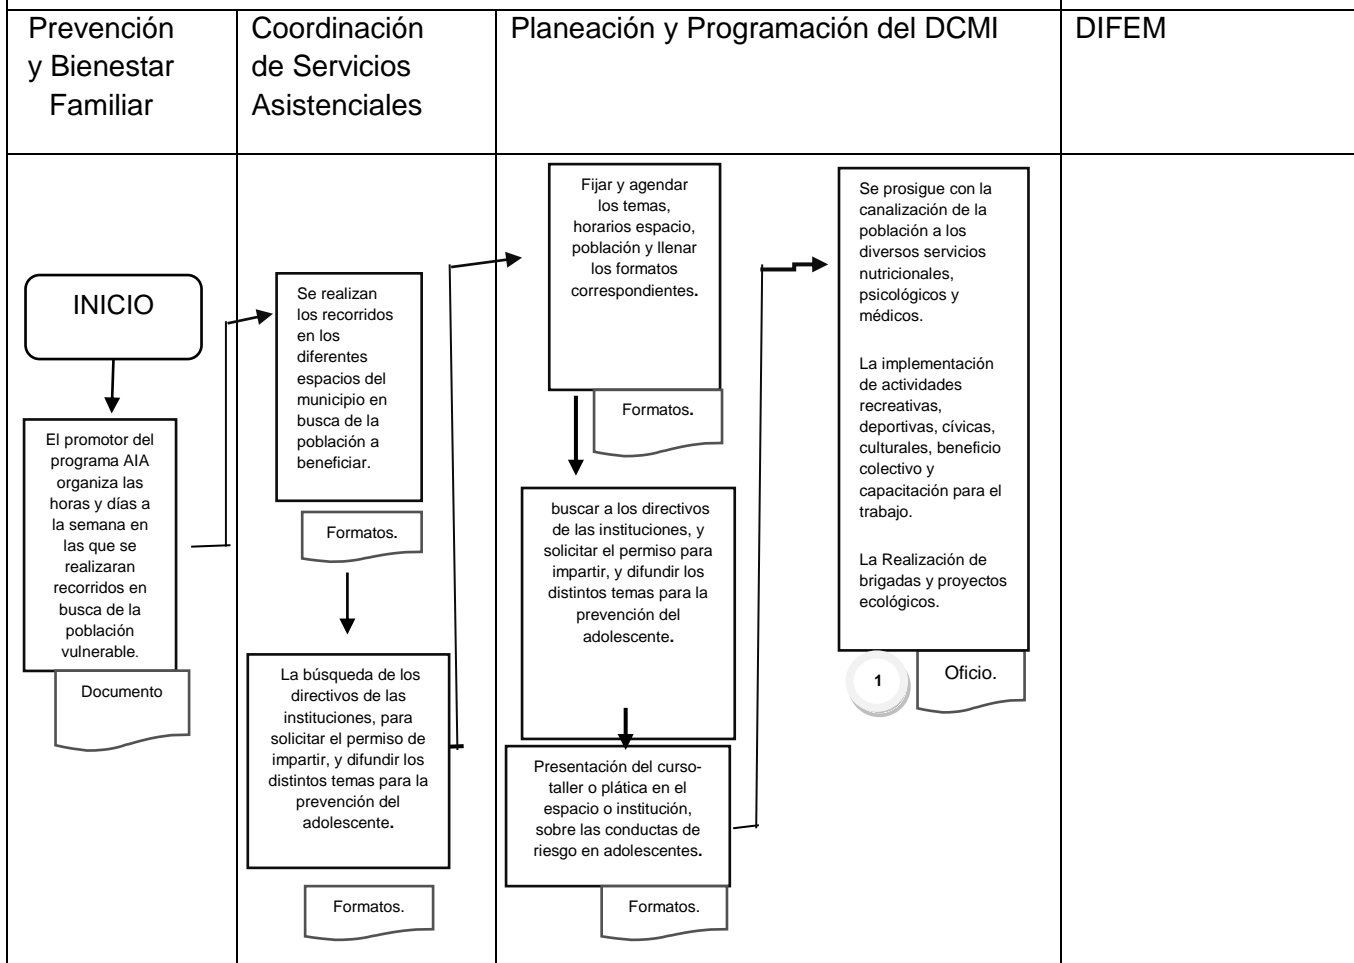 Prevención
y Bienestar
Familiar
Coordinación
de Servicios
Asistenciales
Planeación y Programación del DCMI
DIFEM
INICIO
El promotor del
programa AIA
organiza las
horas y días a
la semana en
las que se
realizaran
recorridos en
busca de la
población
vulnerable.
Documento
Se realizan
los recorridos
en los
diferentes
espacios del
municipio en
busca de la
población a
beneficiar.
Formatos.
La búsqueda de los
directivos de las
instituciones, para
solicitar el permiso de
impartir, y difundir los
distintos temas para la
prevención del
adolescente.
Formatos.
Fijar y agendar
los temas,
horarios espacio,
población y llenar
los formatos
correspondientes.
Formatos.
buscar a los directivos
de las instituciones, y
solicitar el permiso para
impartir, y difundir los
distintos temas para la
prevención del
adolescente.
Presentación del curso-
taller o plática en el
espacio o institución,
sobre las conductas de
riesgo en adolescentes.
Formatos.
Se prosigue con la
canalización de la
población a los
diversos servicios
nutricionales,
psicológicos y
médicos.
La implementación
de actividades
recreativas,
deportivas, cívicas,
culturales, beneficio
colectivo y
capacitación para el
trabajo.
La Realización de
brigadas y proyectos
ecológicos.
1
Oficio.